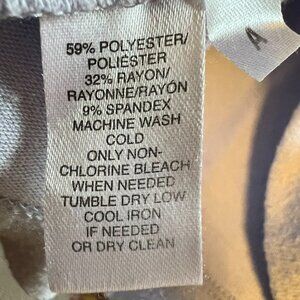 59% POLYESTER/
POLIÉSTER
32% RAYON/
RAYONNE/RAYÓN
9% SPANDEX
MACHINE WASH
COLD
ONLY NON-
CHLORINE BLEACH
WHEN NEEDED
TUMBLE DRY LOW
COOL IRON
IF NEEDED
OR DRY CLEAN
A